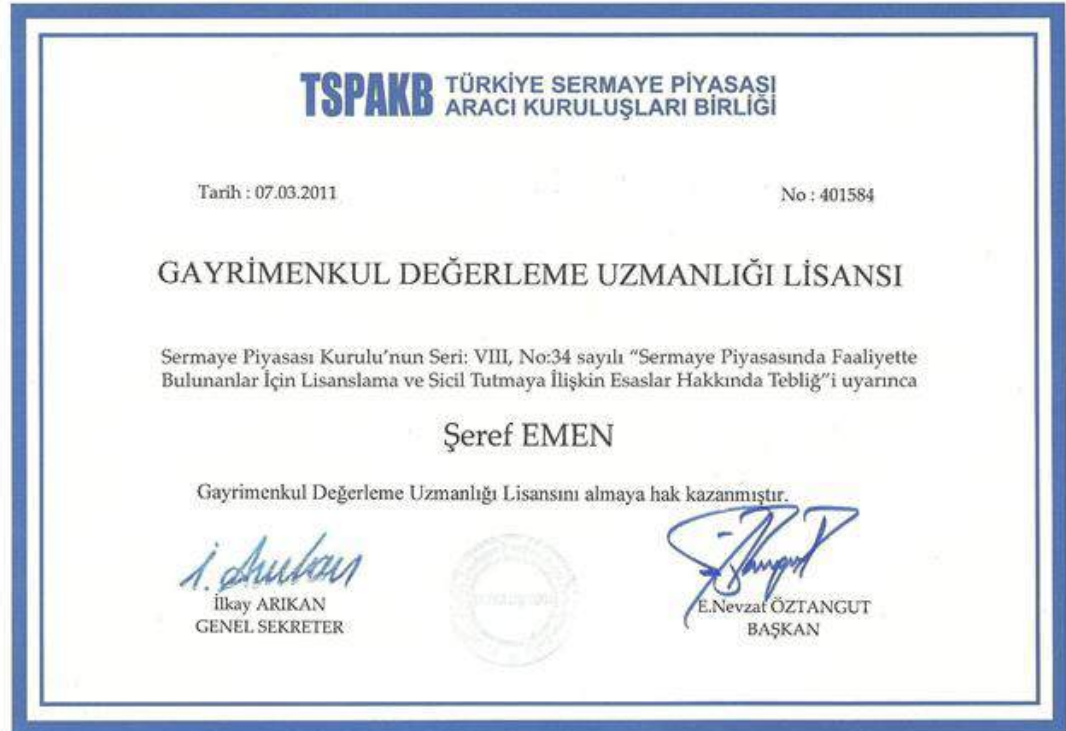 TSPAKB TÜRKİYE SERMAYE PİYASASI
ARACI KURULUŞLARI BİRLİĞİ
Tarih : 07.03.2011 No : 401584
GAYRİMENKUL DEĞERLEME UZMANLIĞI LİSANSI
Sermaye Piyasası Kurulu’nun Seri: VIII, No:34 sayılı “Sermaye Piyasasında Faaliyette
Bulunanlar İçin Lisanslama ve Sicil Tutmaya İlişkin Esaslar Hakkında Tebliğ”i uyarınca
Şeref EMEN
Gayrimenkul Değerleme Uzmanlığı Lisansını almaya hak kazanmıştır.
İlkay ARIKAN
GENEL SEKRETER
E.Nevzat ÖZTANGUT
BAŞKAN